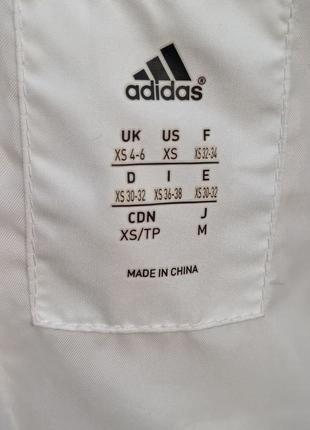 adidas®
UK US F
XS 4-6 XS XS 32-34
D I E
XS 30-32 XS 36-38 XS 30-32
CDN J
XS/TP M
MADE IN CHINA